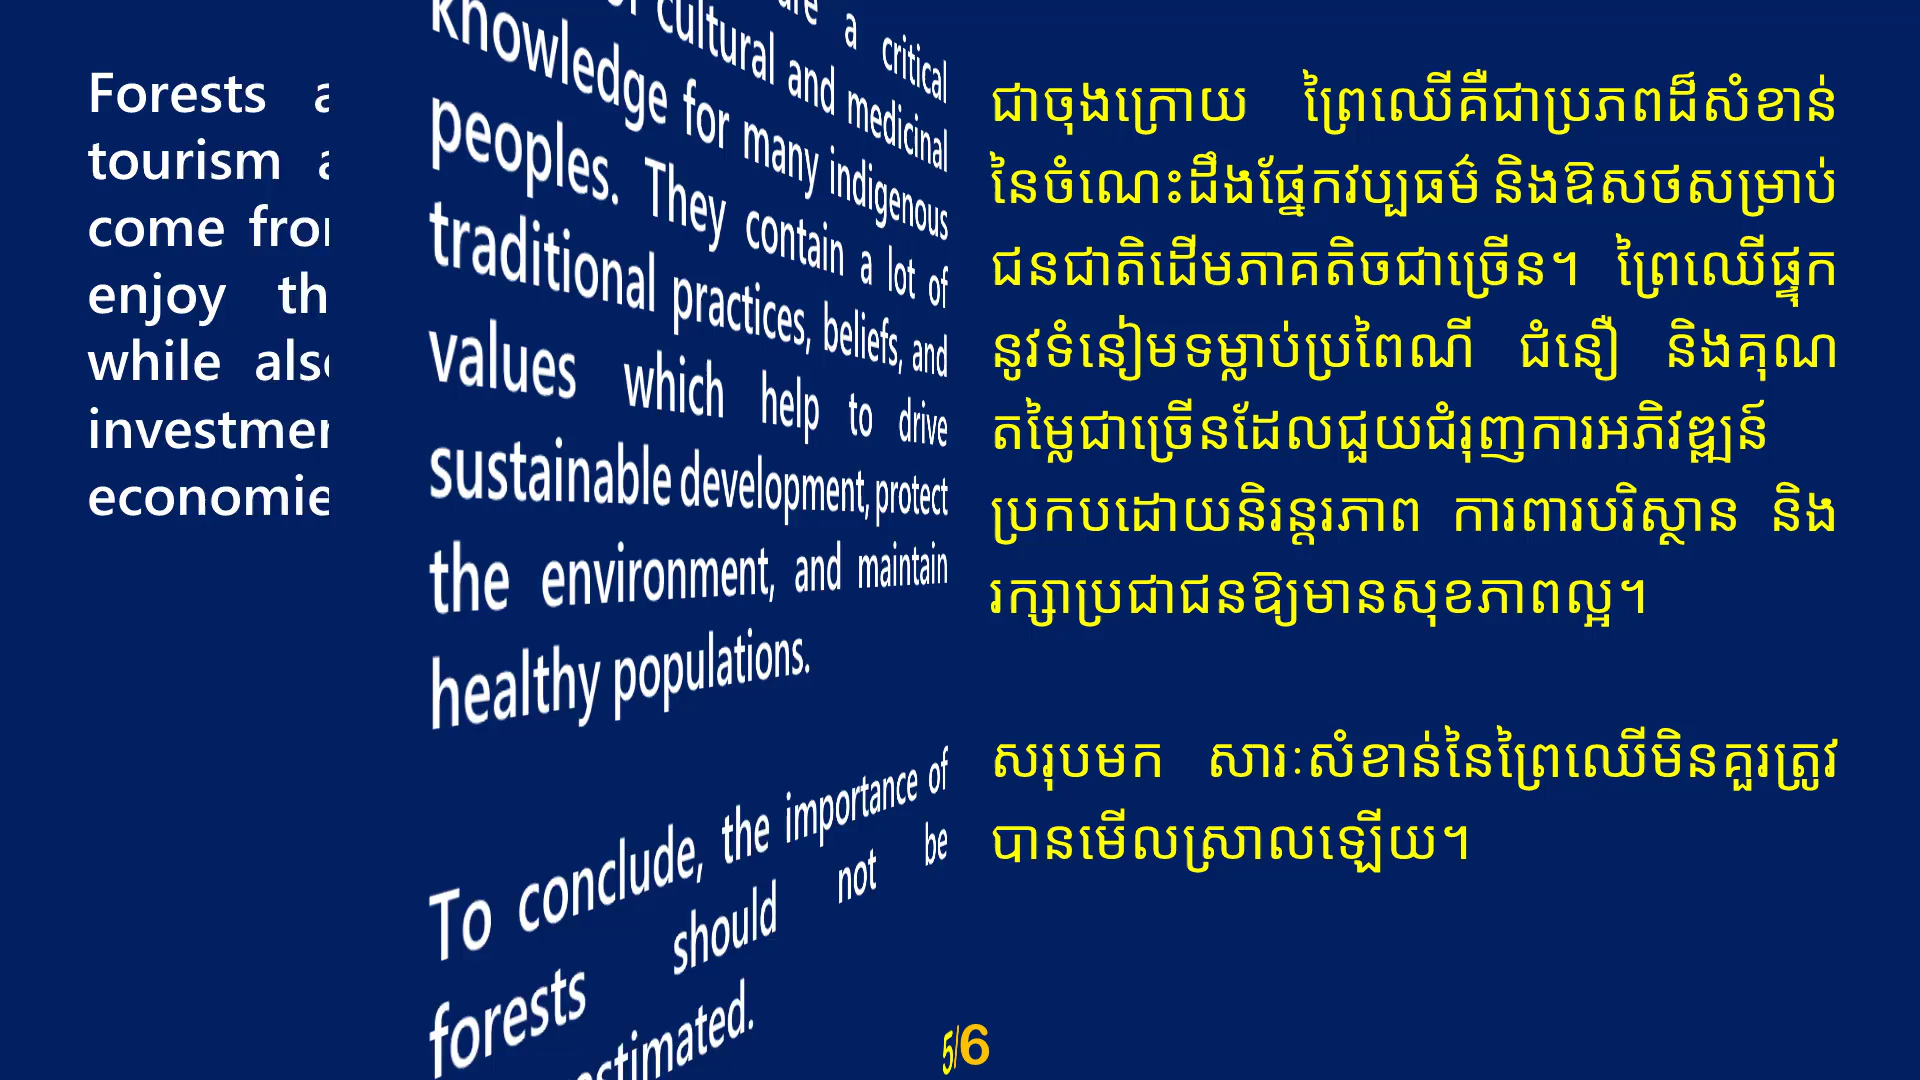 Forests
tourism
come
enjoy
while
a critical
cultural and medicinal
knowledge for many indigenous
peoples. They contain a lot of
traditional practices, beliefs, and
values which help to drive
sustainable development, protect
the environment, and maintain
healthy populations.
To conclude, the importance of
forests should not be
ជាចុងក្រោយ ព្រៃឈើគឺជាប្រភពដ៏សំខាន់
នៃចំណេះដឹងផ្នែកវប្បធម៌ និងឱសថសម្រាប់
ជនជាតិដើមភាគតិចជាច្រើន។ ព្រៃឈើផ្ទុក
នូវទំនៀមទម្លាប់ប្រពៃណី ជំនឿ និងគុណ
តម្លៃជាច្រើនដែលជួយជំរុញការអភិវឌ្ឍន៍
ប្រកបដោយនិរន្តរភាព ការពារបរិស្ថាន និង
រក្សាប្រជាជនឱ្យមានសុខភាពល្អ។
សរុបមក សារៈសំខាន់នៃព្រៃឈើមិនគួរត្រូវ
បានមើលស្រាលឡើយ។
5/6